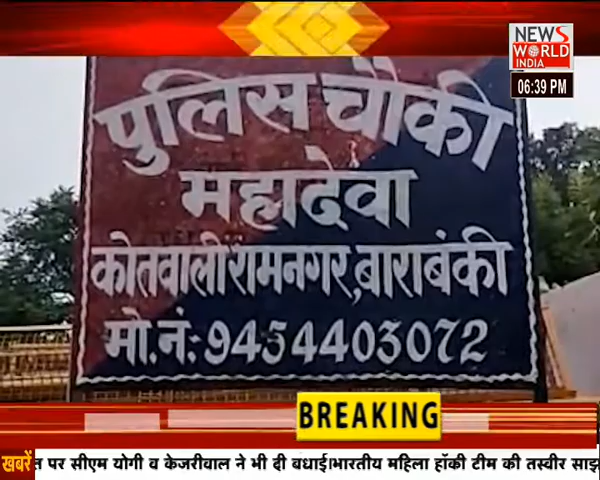 NEWS
WORLD
INDIA
06:39 PM
पुलिस चौकी
महादेवा
कोतवाली रामनगर, बाराबंकी
मो. नं.: 9454403072
BREAKING
खबरें
पर सीएम योगी व केजरीवाल ने भी दी बधाई।भारतीय महिला हॉकी टीम की तस्वीर